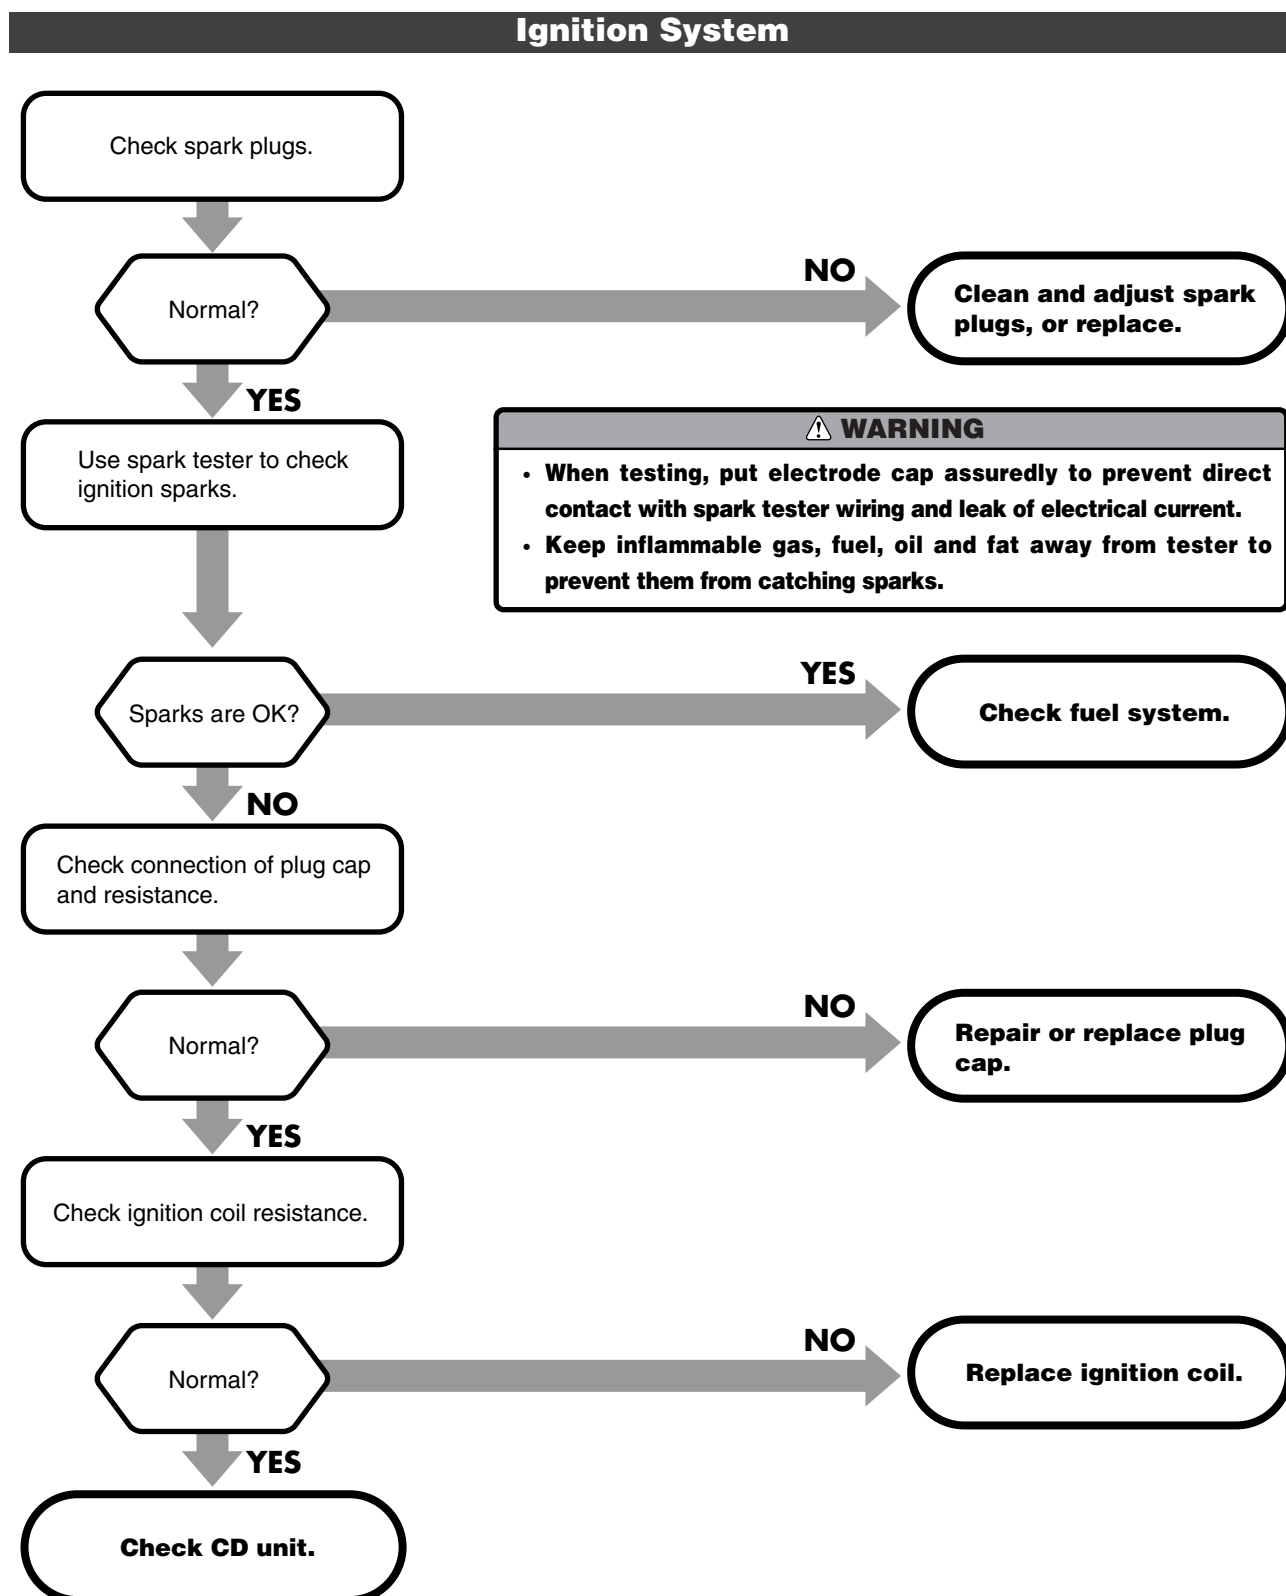 Ignition System
Check spark plugs.
Normal?
NO
Clean and adjust spark
plugs, or replace.
YES
Use spark tester to check
ignition sparks.
WARNING
• When testing, put electrode cap assuredly to prevent direct
contact with spark tester wiring and leak of electrical current.
• Keep inflammable gas, fuel, oil and fat away from tester to
prevent them from catching sparks.
Sparks are OK?
YES
Check fuel system.
NO
Check connection of plug cap
and resistance.
Normal?
NO
Repair or replace plug
cap.
YES
Check ignition coil resistance.
Normal?
NO
Replace ignition coil.
YES
Check CD unit.